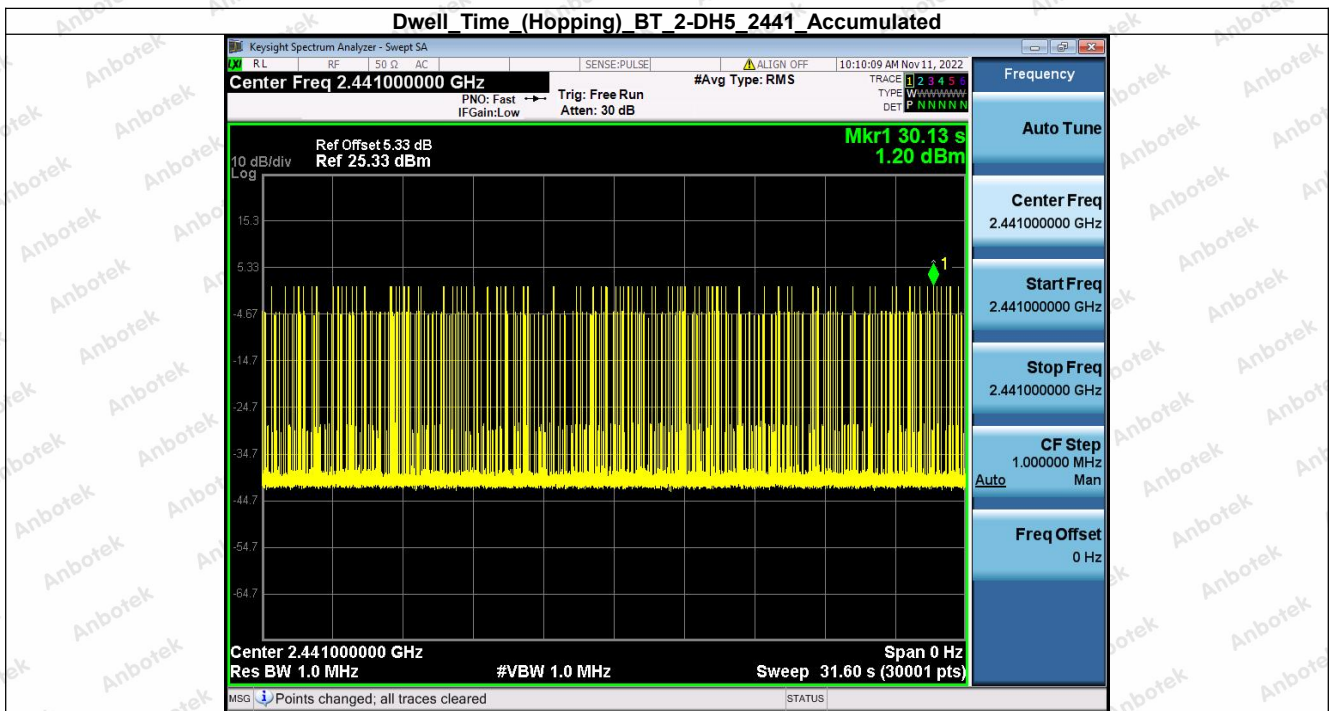 Dwell_Time_(Hopping)_BT_2-DH5_2441_Accumulated
Keysight Spectrum Analyzer - Swept SA
LXI RL RF 50 Ω AC SENSE:PULSE ALIGN OFF 10:10:09 AM Nov 11, 2022
Center Freq 2.441000000 GHz #Avg Type: RMS TRACE 1 2 3 4 5 6
PNO: Fast Trig: Free Run TYPE WWWWWW
IFGain:Low Atten: 30 dB DET P N N N N N
Mkr1 30.13 s
1.20 dBm
Ref Offset 5.33 dB
10 dB/div Ref 25.33 dBm
Log
15.3
5.33
1
-4.67
-14.7
-24.7
-34.7
-44.7
-54.7
-64.7
Center 2.441000000 GHz Span 0 Hz
Res BW 1.0 MHz #VBW 1.0 MHz Sweep 31.60 s (30001 pts)
MSG Points changed; all traces cleared STATUS
Frequency
Auto Tune
Center Freq
2.441000000 GHz
Start Freq
2.441000000 GHz
Stop Freq
2.441000000 GHz
CF Step
1.000000 MHz
Auto Man
Freq Offset
0 Hz
Anbotek